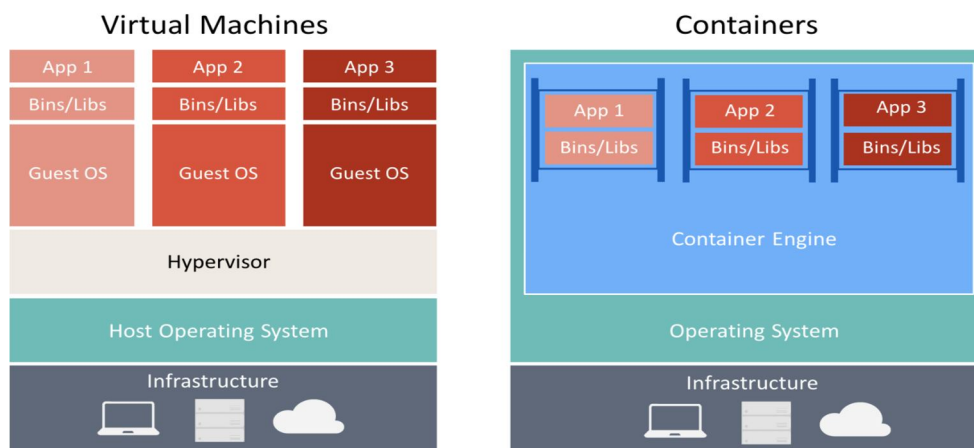 Virtual Machines
App 1
App 2
App 3
Bins/Libs
Bins/Libs
Bins/Libs
Guest OS
Guest OS
Guest OS
Hypervisor
Host Operating System
Infrastructure
Containers
App 1
App 2
App 3
Bins/Libs
Bins/Libs
Bins/Libs
Container Engine
Operating System
Infrastructure